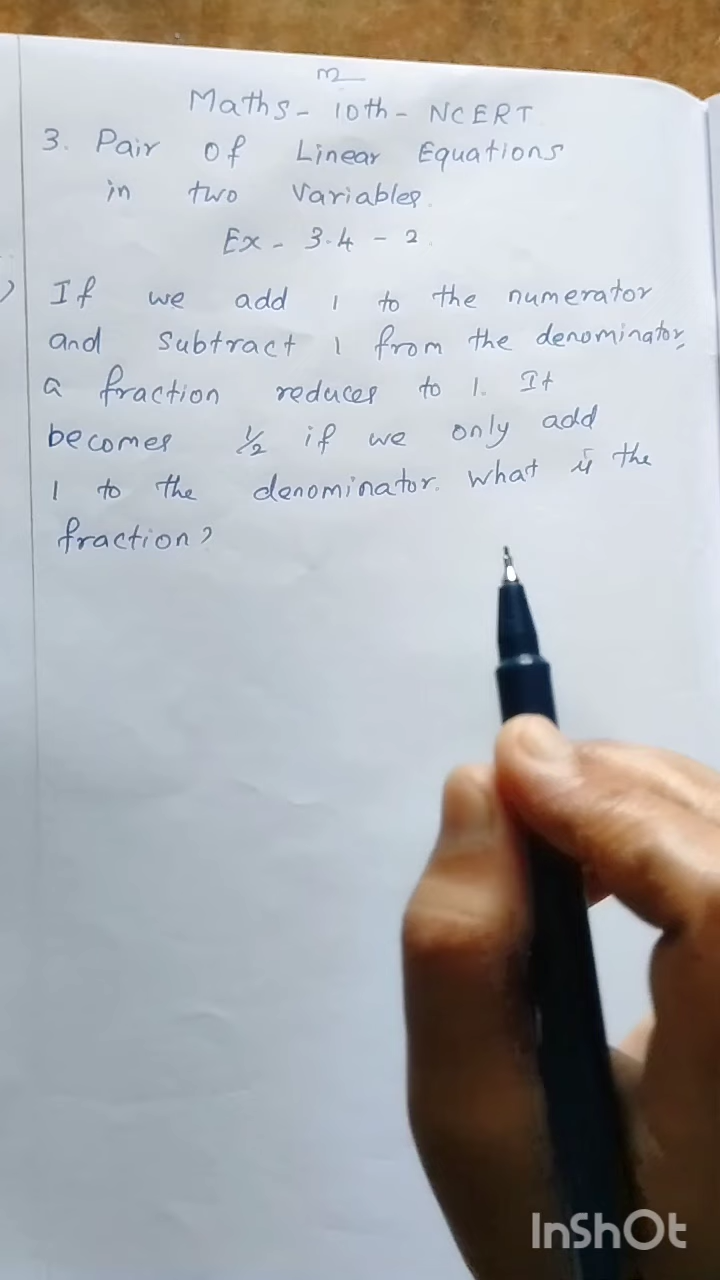 Maths - 10th - NCERT
3. Pair of Linear Equations
in two Variables.
Ex - 3.4 - 2.
If we add 1 to the numerator
and subtract 1 from the denominator,
a fraction reduces to 1. It
becomes 1/2 if we only add
1 to the denominator. What is the
fraction?
InShOt